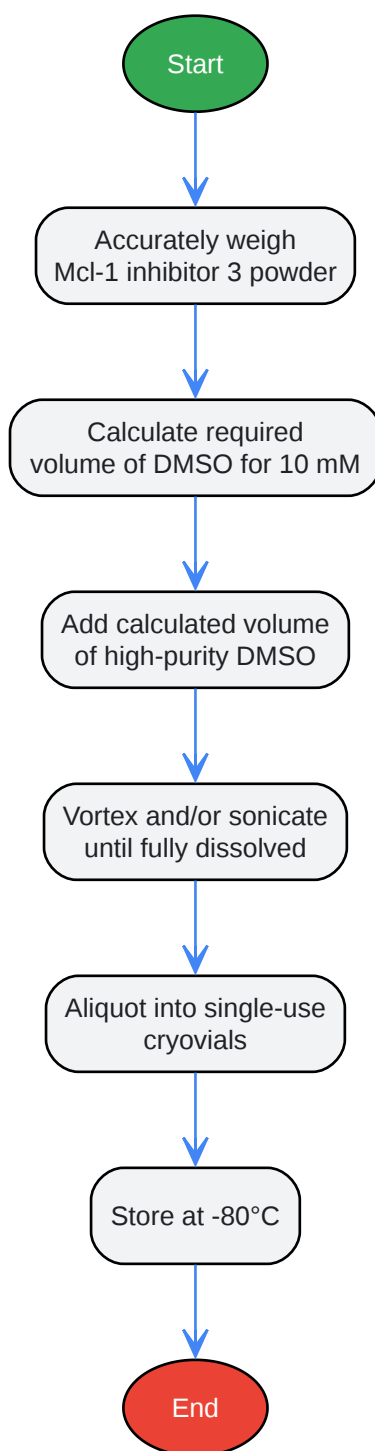 Start
Accurately weigh
Mcl-1 inhibitor 3 powder
Calculate required
volume of DMSO for 10 mM
Add calculated volume
of high-purity DMSO
Vortex and/or sonicate
until fully dissolved
Aliquot into single-use
cryovials
Store at -80°C
End